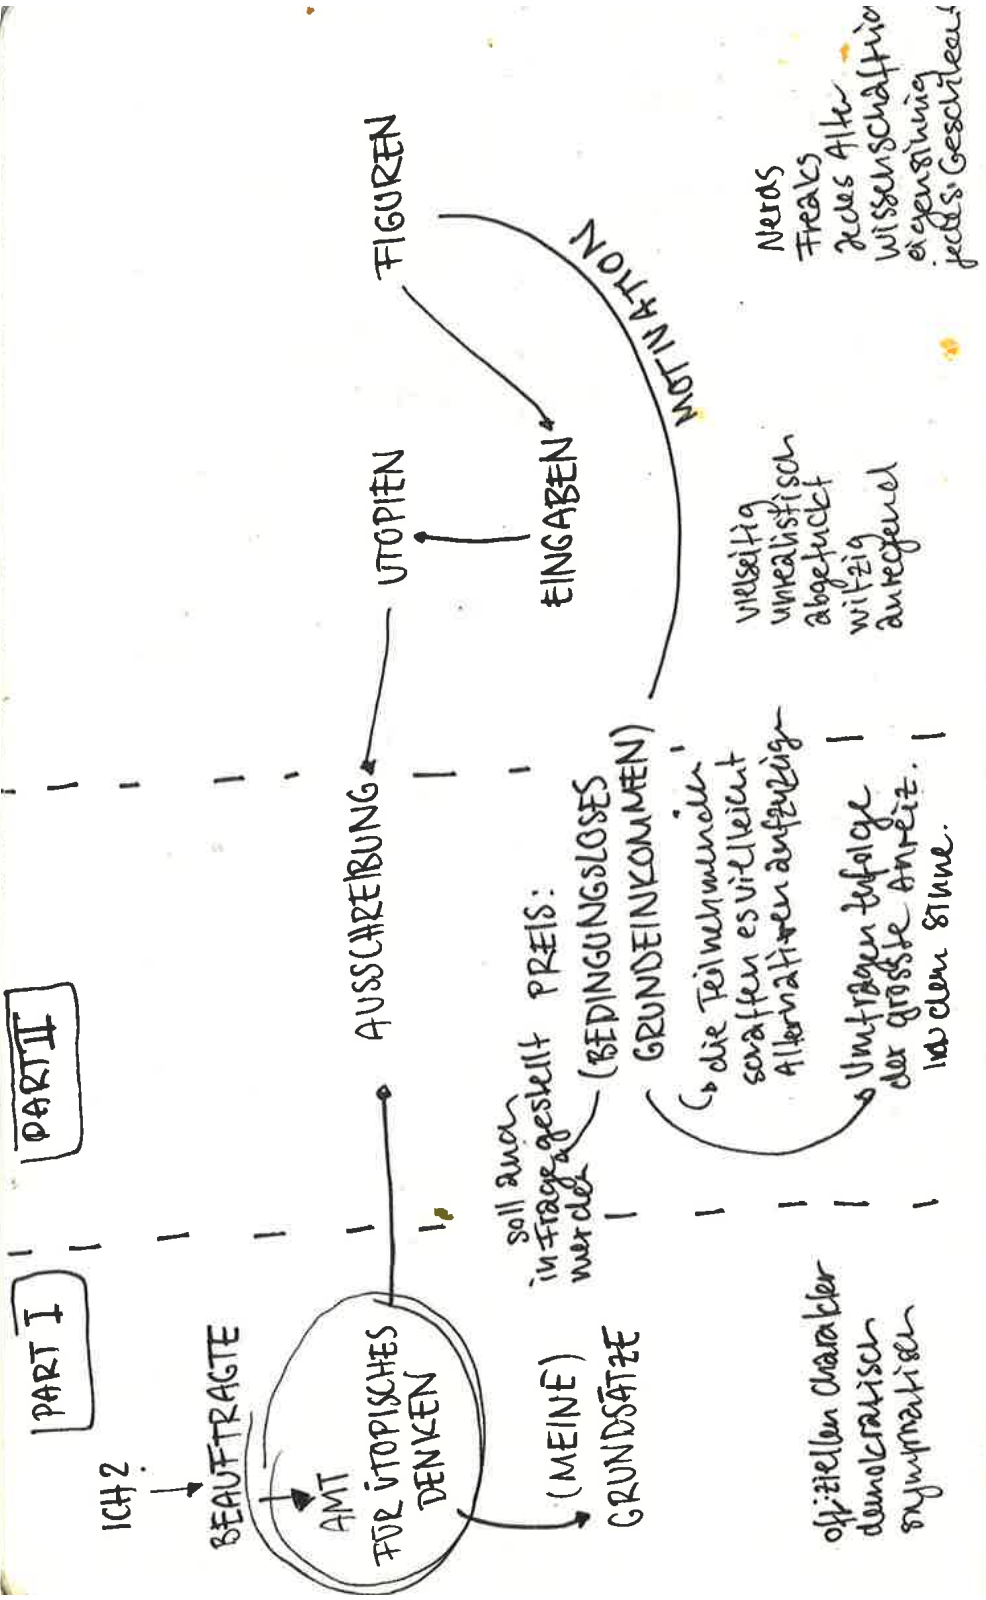 PART I
ICH?
BEAUFTRAGTE
AMT
FÜR UTOPISCHES
DENKEN
(MEINE)
GRUNDSÄTZE
offiziellen Charakter
demokratisch
sympathisch
PART II
AUSSCHREIBUNG
soll auch
in Frage gestellt
werden
PREIS:
(BEDINGUNGSLOSES
GRUNDEINKOMMEN)
die Teilnehmenden
schaffen es vielleicht
Alternativen aufzuzeigen
Umfragen zufolge
der grösste Anreiz.
in dem Sinne.
UTOPIEN
EINGABEN
vielseitig
unrealistisch
abgefuckt
witzig
anregend
FIGUREN
MOTIVATION
Nerds
Freaks
Jedes Alter
wissenschaftlich
eigensinnig
jedes Geschlecht